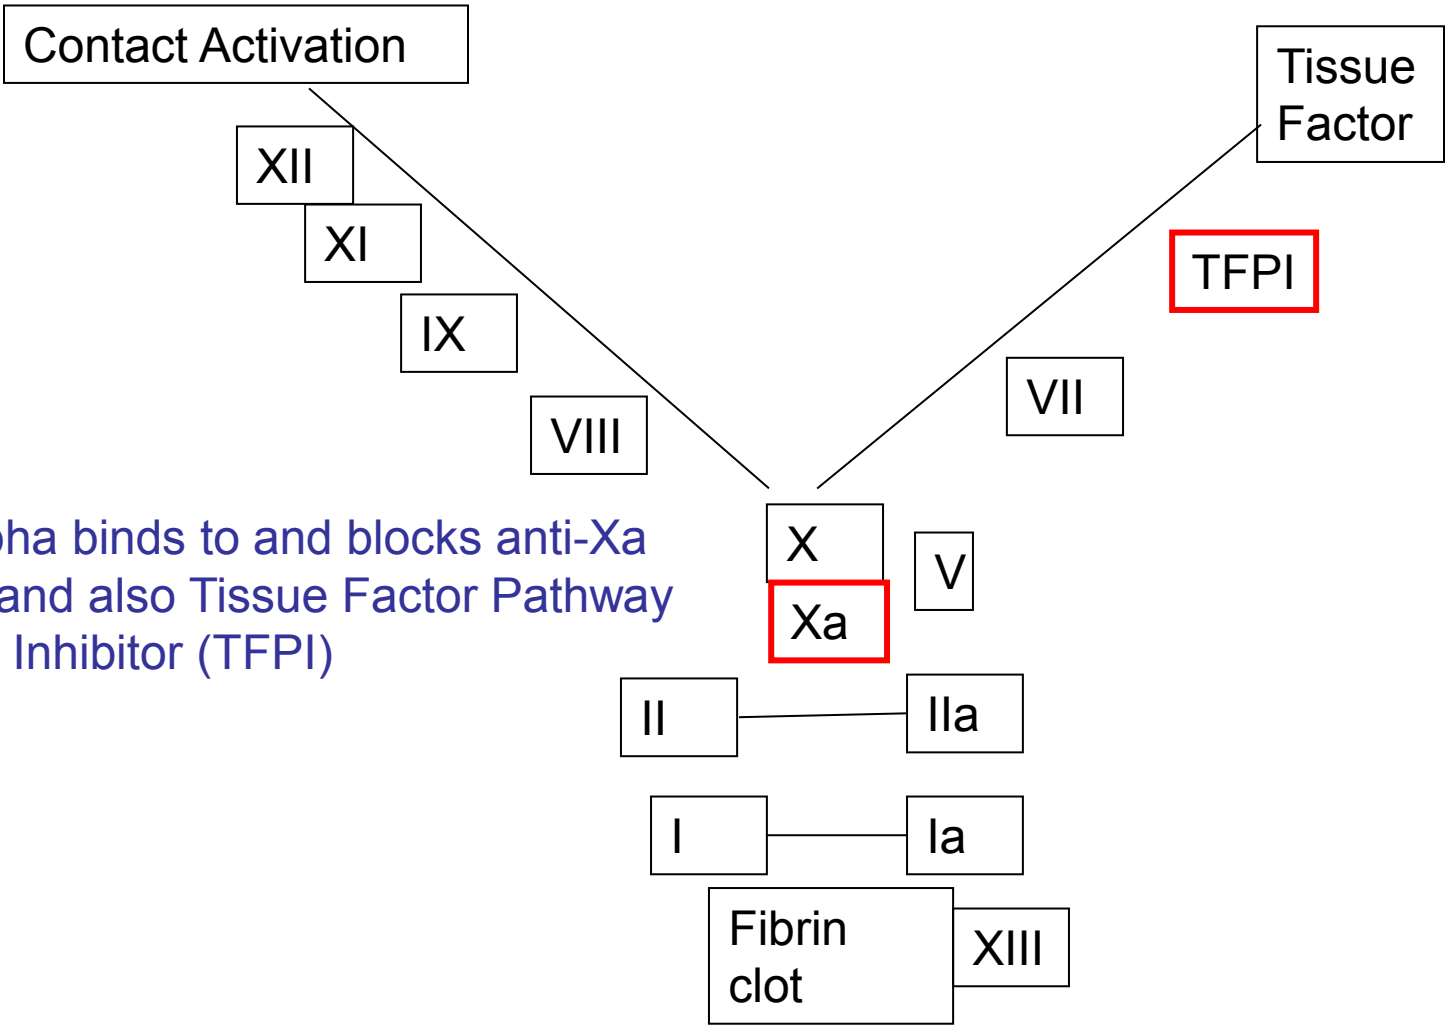 Contact Activation
Tissue
Factor
XII
XI
TFPI
IX
VII
VIII
binds to and blocks anti-Xa
and also Tissue Factor Pathway
Inhibitor (TFPI)
X
V
Xa
II
IIa
I
Ia
Fibrin
clot
XIII